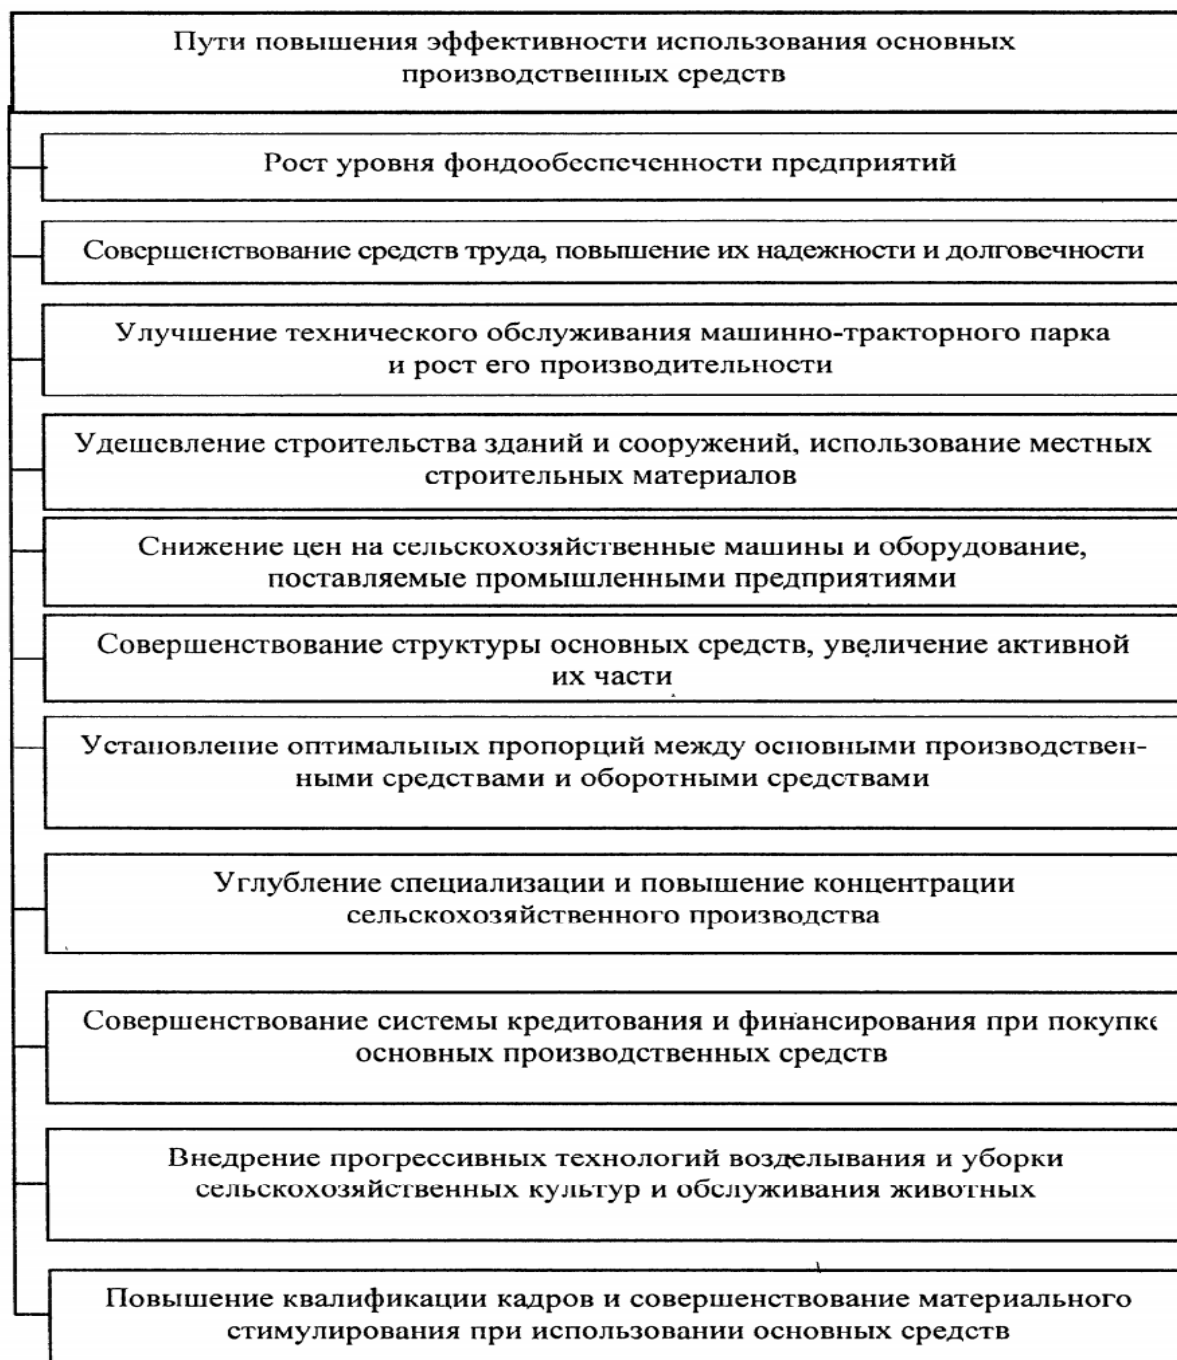 Пути повышения эффективности использования основных
производственных средств
Рост уровня фондообеспеченности предприятий
Совершенствование средств труда, повышение их надежности и долговечности
Улучшение технического обслуживания машинно-тракторного парка
и рост его производительности
Удешевление строительства зданий и сооружений, использование местных
строительных материалов
Снижение цен на сельскохозяйственные машины и оборудование,
поставляемые промышленными предприятиями
Совершенствование структуры основных средств, увеличение активной
их части
Установление оптимальных пропорций между основными производствен-
ными средствами и оборотными средствами
Углубление специализации и повышение концентрации
сельскохозяйственного производства
Совершенствование системы кредитования и финансирования при покупке
основных производственных средств
Внедрение прогрессивных технологий возделывания и уборки
сельскохозяйственных культур и обслуживания животных
Повышение квалификации кадров и совершенствование материального
стимулирования при использовании основных средств